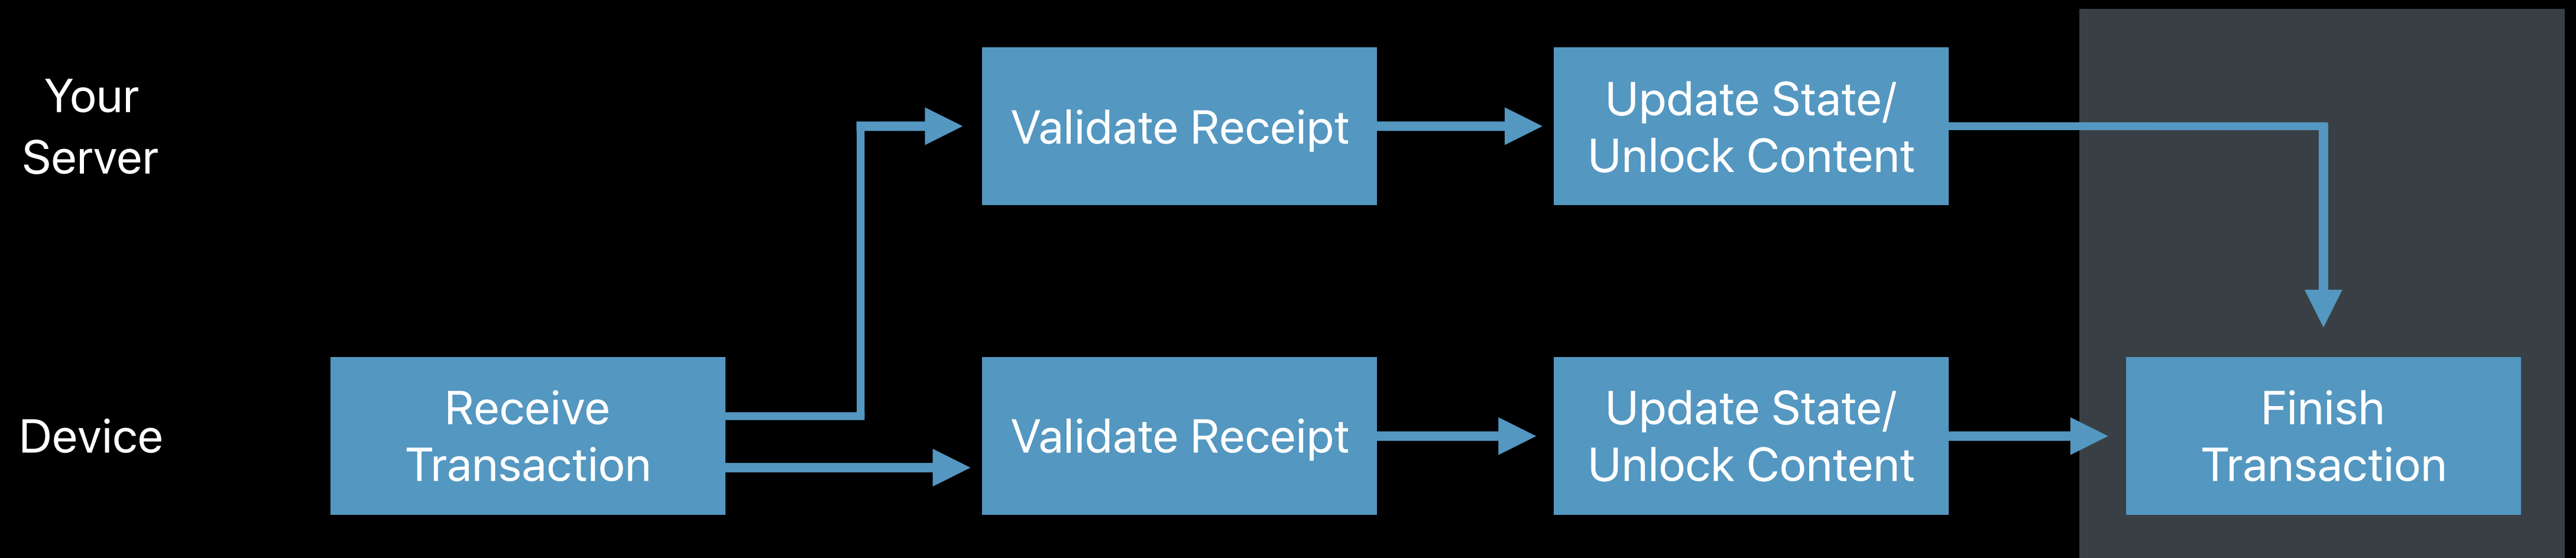 Your
Server
Validate Receipt
Update State/
Unlock Content
Device
Receive
Transaction
Validate Receipt
Update State/
Unlock Content
Finish
Transaction